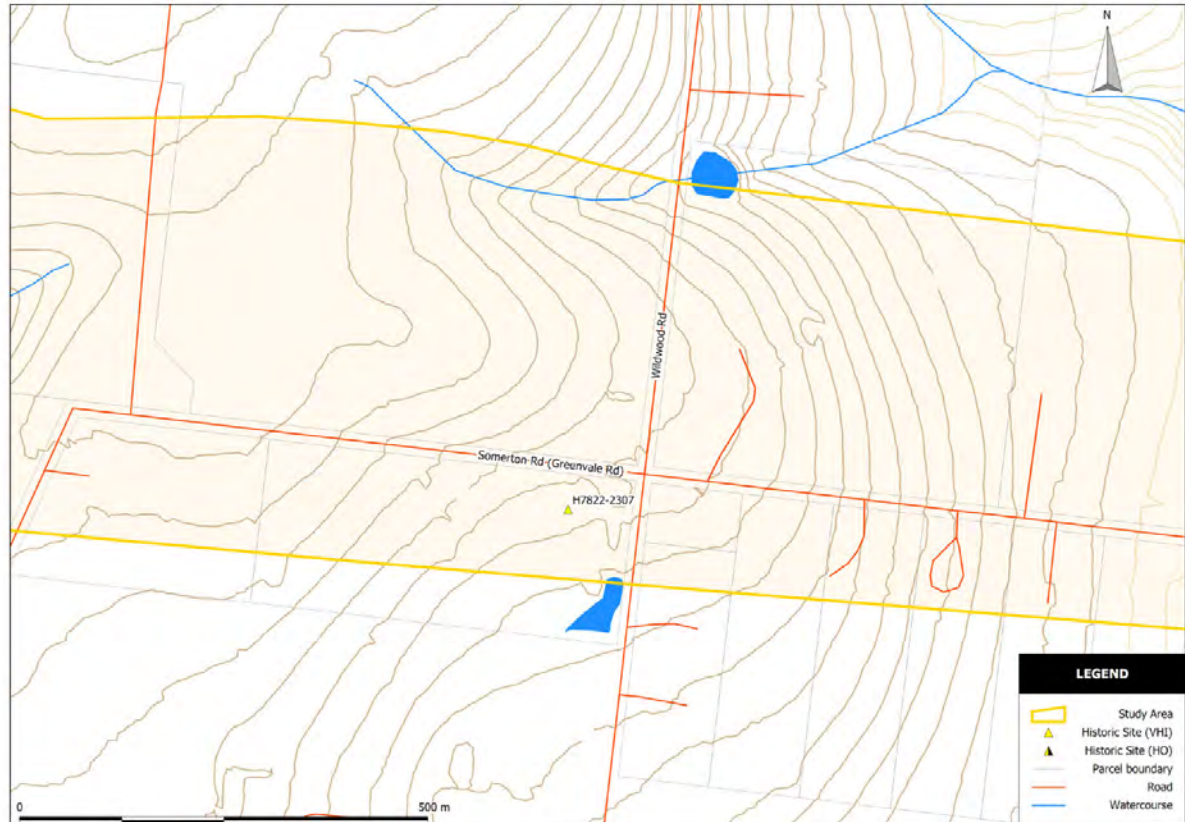 N
Wildwood-Rd
Somerton-Rd-(Greenvale Rd)
H7822-2307
LEGEND
Study Area
Historic Site (VHI)
Historic Site (HO)
Parcel boundary
Road
Watercourse
0 500 m